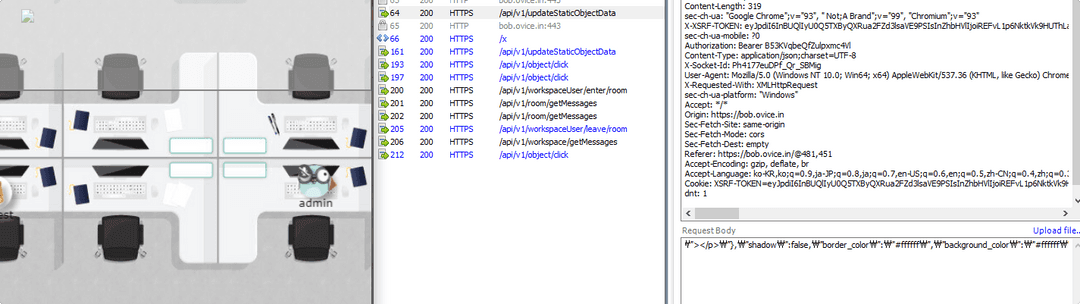 admin
est
63 200 HTTP bob.ovice.in:443
64 200 HTTPS /api/v1/updateStaticObjectData
65 200 HTTP bob.ovice.in:443
66 200 HTTPS /x
161 200 HTTPS /api/v1/updateStaticObjectData
193 200 HTTPS /api/v1/object/click
197 200 HTTPS /api/v1/object/click
200 200 HTTPS /api/v1/workspaceUser/enter/room
201 200 HTTPS /api/v1/room/getMessages
202 200 HTTPS /api/v1/room/getMessages
205 200 HTTPS /api/v1/workspaceUser/leave/room
206 200 HTTPS /api/v1/workspace/getMessages
212 200 HTTPS /api/v1/object/click
Content-Length: 319
sec-ch-ua: "Google Chrome";v="93", " Not;A Brand";v="99", "Chromium";v="93"
X-XSRF-TOKEN:
sec-ch-ua-mobile: ?0
Authorization: Bearer B53KVqbeQfZulpxmc4Vl
Content-Type: application/json;charset=UTF-8
X-Socket-Id: Ph4177euDPf_Qr_SBMig
User-Agent: Mozilla/5.0 (Windows NT 10.0; Win64; x64) AppleWebKit/537.36 (KHTML, like Gecko) Chrome
X-Requested-With: XMLHttpRequest
sec-ch-ua-platform: "Windows"
Accept: */*
Origin: https://bob.ovice.in
Sec-Fetch-Site: same-origin
Sec-Fetch-Mode: cors
Sec-Fetch-Dest: empty
Referer: https://bob.ovice.in/@481,451
Accept-Encoding: gzip, deflate, br
Accept-Language: ko-KR,ko;q=0.9,ja-JP;q=0.8,ja;q=0.7,en-US;q=0.6,en;q=0.5,zh-CN;q=0.4,zh;q=0.
Cookie:
dnt: 1
Request Body Upload file..
₩"></p>₩"},₩"shadow₩":false,₩"border_color₩":₩"#ffffff₩",₩"background_color₩":₩"#ffffff₩